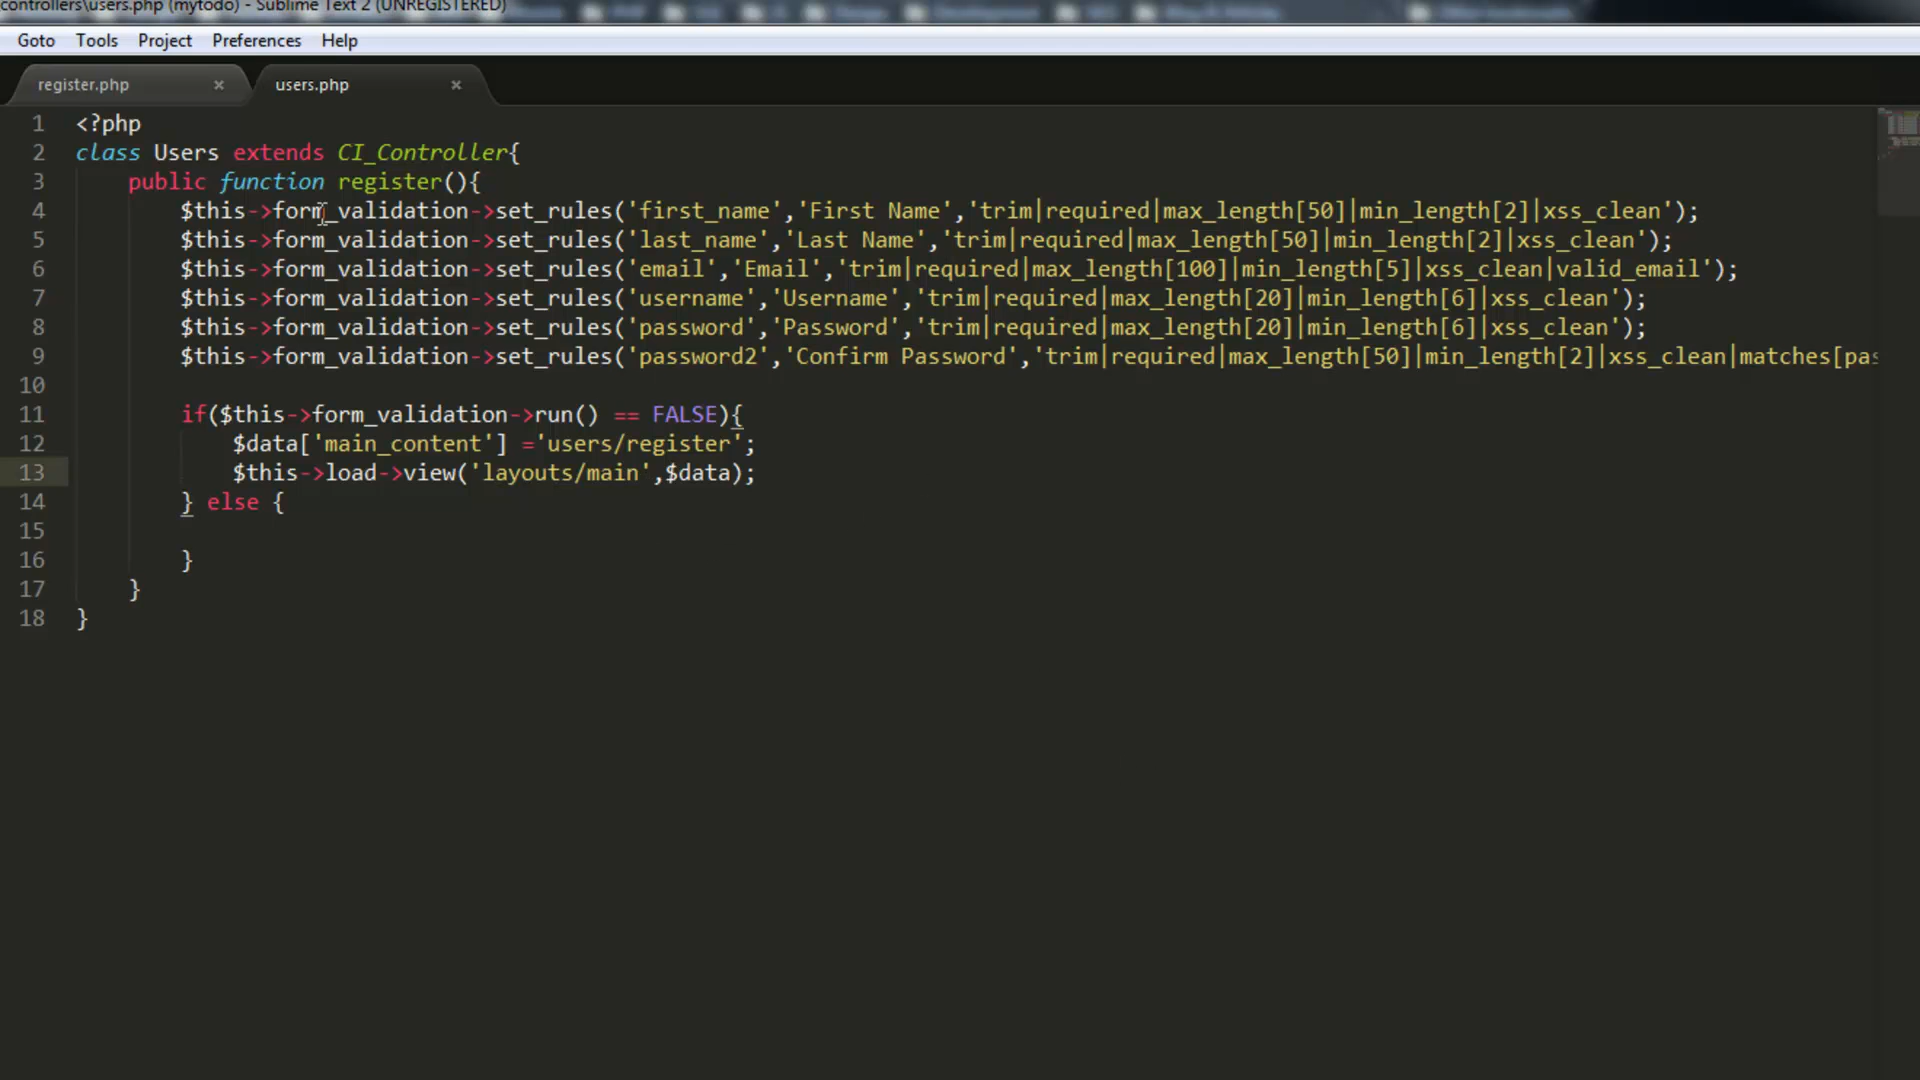 controllers\users.php (mytodo) - Sublime Text 2 (UNREGISTERED)
Goto Tools Project Preferences Help
register.php × users.php ×
1 <?php
2 class Users extends CI_Controller{
3 public function register(){
4 $this->form_validation->set_rules('first_name','First Name','trim|required|max_length[50]|min_length[2]|xss_clean');
5 $this->form_validation->set_rules('last_name','Last Name','trim|required|max_length[50]|min_length[2]|xss_clean');
6 $this->form_validation->set_rules('email','Email','trim|required|max_length[100]|min_length[5]|xss_clean|valid_email');
7 $this->form_validation->set_rules('username','Username','trim|required|max_length[20]|min_length[6]|xss_clean');
8 $this->form_validation->set_rules('password','Password','trim|required|max_length[20]|min_length[6]|xss_clean');
9 $this->form_validation->set_rules('password2','Confirm Password','trim|required|max_length[50]|min_length[2]|xss_clean|matches[pas
10
11 if($this->form_validation->run() == FALSE){
12 $data['main_content'] ='users/register';
13 $this->load->view('layouts/main',$data);
14 } else {
15
16 }
17 }
18 }